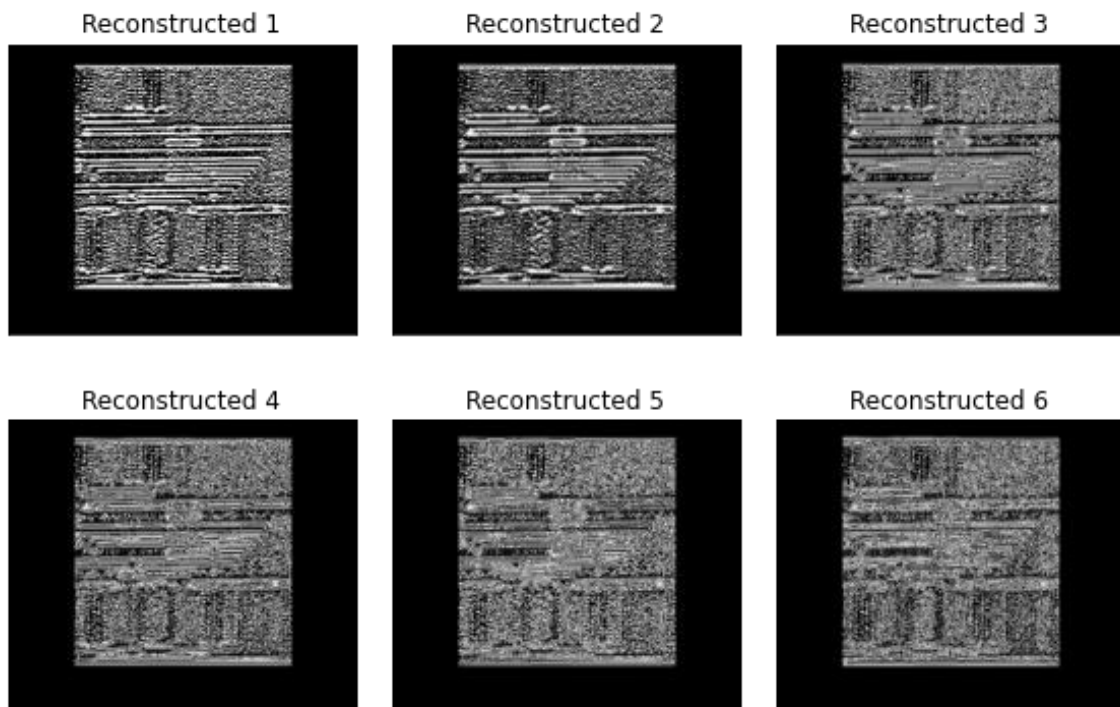 Reconstructed 1
Reconstructed 2
Reconstructed 3
Reconstructed 4
Reconstructed 5
Reconstructed 6